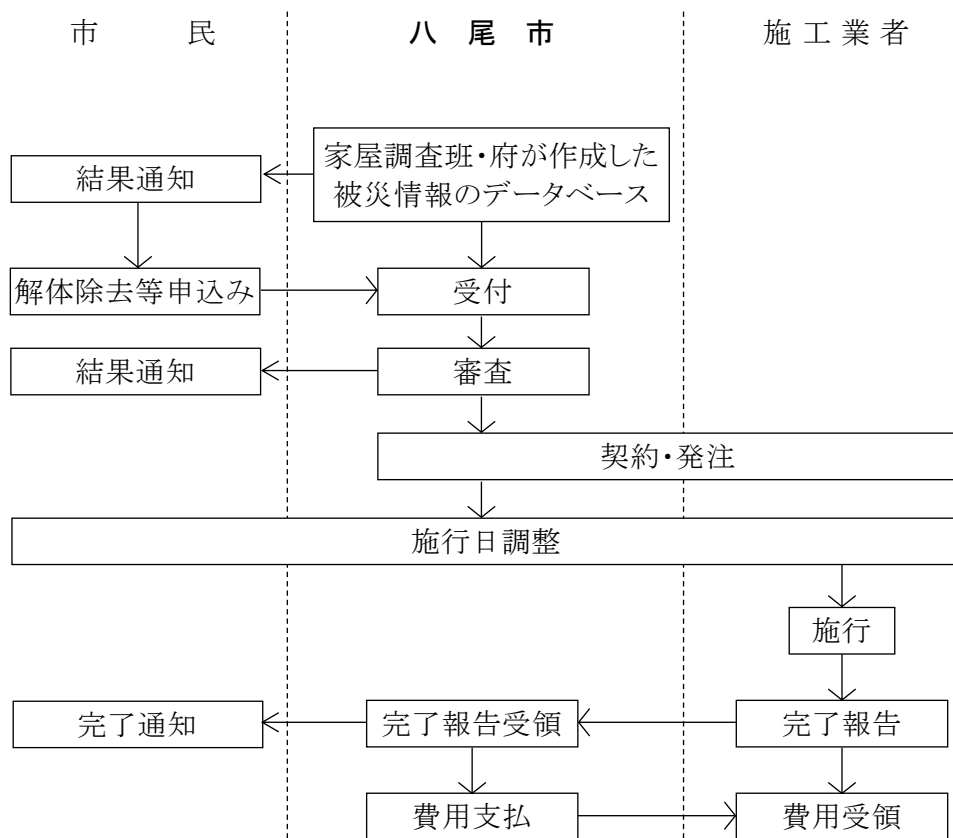 市　　民　　八 尾 市　　施 工 業 者
家屋調査班・府が作成した
被災情報のデータベース
結果通知
解体除去等申込み　　受付
結果通知　　審査
契約・発注
施行日調整
施行
完了通知　　完了報告受領　　完了報告
費用支払　　費用受領